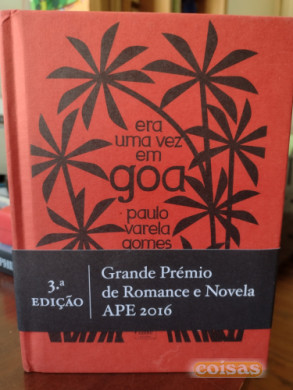 era
uma vez
em
goa
paulo
varela
gomes
3.ª
EDIÇÃO
Grande Prémio
de Romance e Novela
APE 2016
coisas